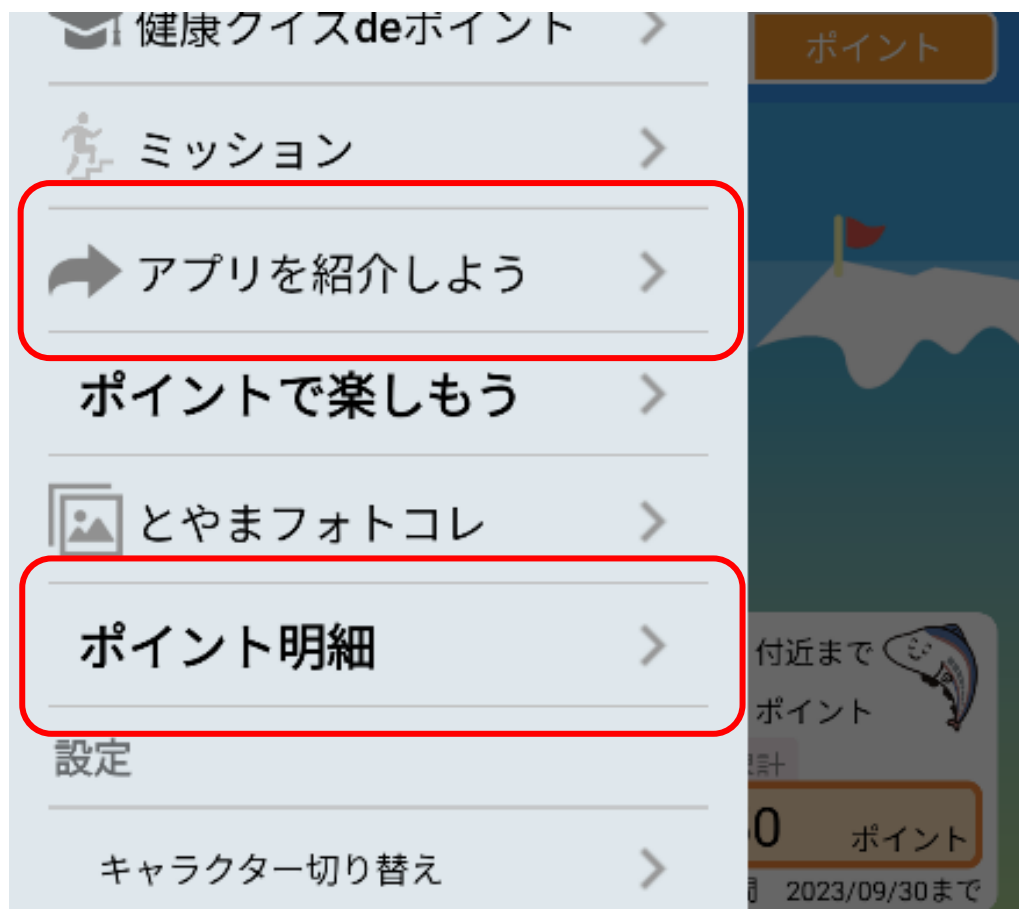 健康クイズdeポイント
ポイント
ミッション
アプリを紹介しよう
ポイントで楽しもう
とやまフォトコレ
ポイント明細
付近まで
ポイント
設定
計
0 ポイント
キャラクター切り替え
2023/09/30まで